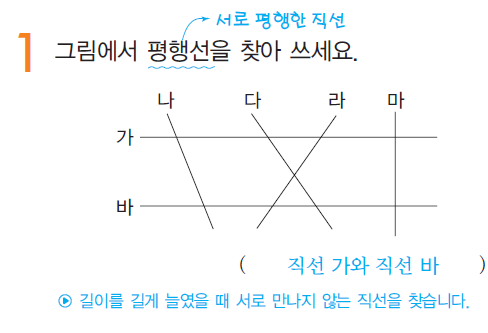 서로 평행한 직선
1 그림에서 평행선을 찾아 쓰세요.
나 다 라 마
가
바
( 직선 가와 직선 바 )
길이를 길게 늘였을 때 서로 만나지 않는 직선을 찾습니다.